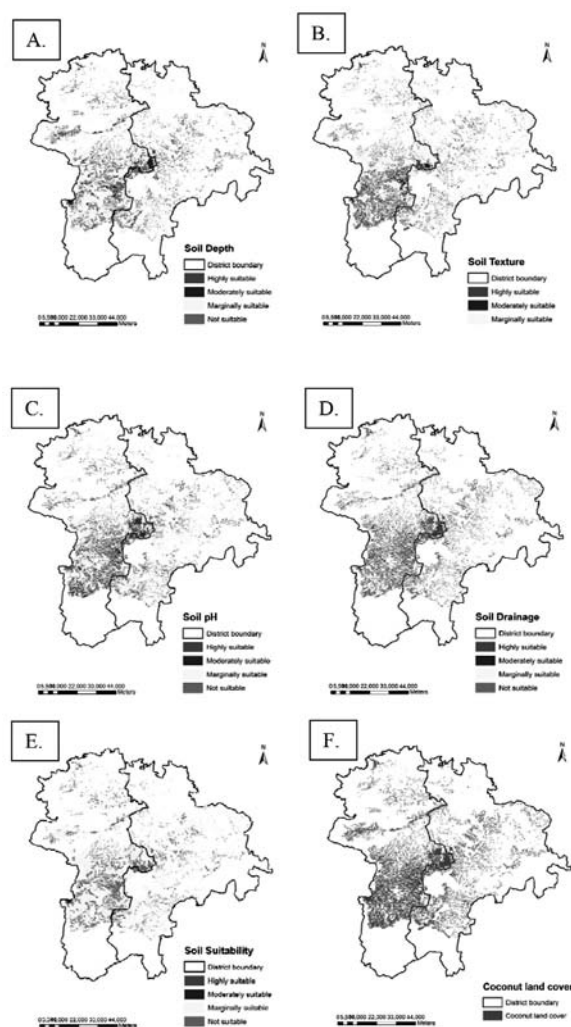 A.
N
Soil Depth
District boundary
Highly suitable
Moderately suitable
Marginally suitable
Not suitable
Meters
B.
N
Soil Texture
District boundary
Highly suitable
Moderately suitable
Marginally suitable
Meters
C.
N
Soil pH
District boundary
Highly suitable
Moderately suitable
Marginally suitable
Not suitable
Meters
D.
N
Soil Drainage
District boundary
Highly suitable
Moderately suitable
Marginally suitable
Not suitable
Meters
E.
N
Soil Suitability
District boundary
Highly suitable
Moderately suitable
Marginally suitable
Not suitable
Meters
F.
N
Coconut land cover
District boundary
Coconut land cover
Meters